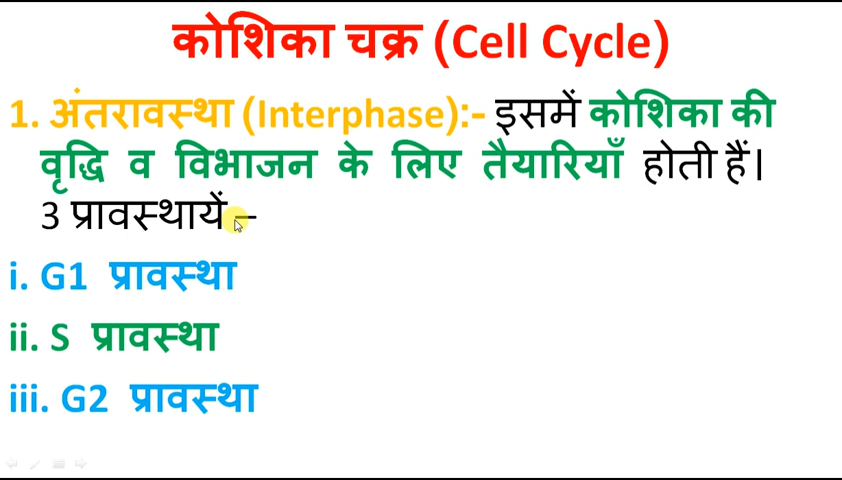 कोशिका चक्र (Cell Cycle)
1. अंतरावस्था (Interphase):- इसमें कोशिका की
वृद्धि व विभाजन के लिए तैयारियाँ होती हैं।
3 प्रावस्थायें –
i. G1 प्रावस्था
ii. S प्रावस्था
iii. G2 प्रावस्था